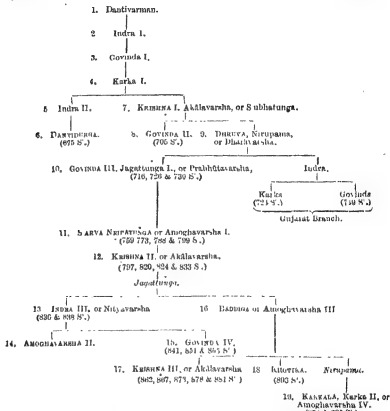 1. Dantivarman.
2 Indra I.
3. Govinda I.
4. Karka I.
5 Indra II. 7. KRISHNA I. Akâlavarsha, or Subhatunga.
6. DANTIDURGA. 8. GOVINDA II. 9. DHRUVA, Nirupama,
(675 S'.) (705 S'.) or Dhârâvarsha.
10. GOVINDA III, Jagattunga I., or Prabhûtavarsha, Indra.
(716, 726 & 730 S'.)
Karka Govinda
(734 S'.) (749 S'.)
Gujarât Branch.
11. SARVA NRIPATUNGA or Amoghavarsha I.
(759 773, 788 & 799 S'.)
12. KRISHNA II. or Akâlavarsha.
(797, 820, 824 & 833 S'.)
Jagattunga.
13 INDRA III. or Nityavarsha 16 BADDIGA or Amoghavarsha III
(836 & 838 S'.)
14. AMOGHAVARSHA II. 15. GOVINDA IV.
(841, 851 & 855 S'.)
17. KRISHNA III. or Akâlavarsha 18 KHOTIKA. Nirupama.
(862, 867, 873, 878 & 881 S'.) (893 S'.)
19. KAKKALA, Karka II, or
Amoghavarsha IV.